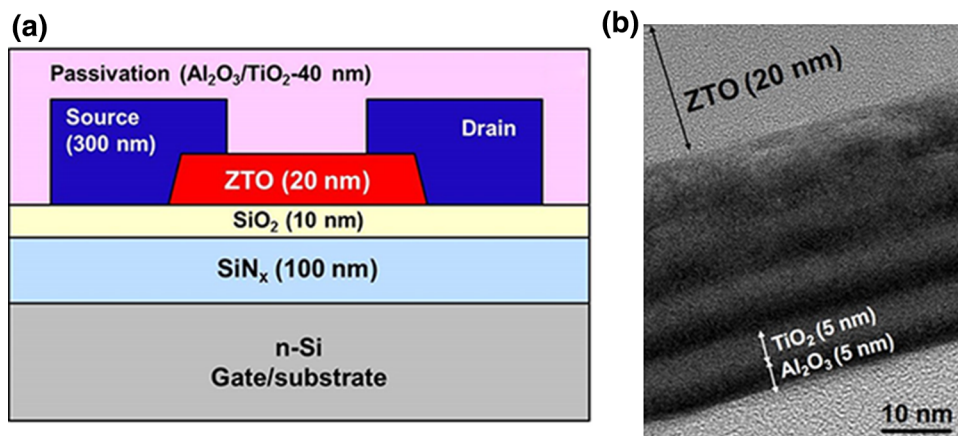 (a)
Passivation (Al₂O₃/TiO₂-40 nm)
Source
(300 nm)
Drain
ZTO (20 nm)
SiO₂ (10 nm)
SiNₓ (100 nm)
n-Si
Gate/substrate
(b)
ZTO (20 nm)
TiO₂ (5 nm)
Al₂O₃ (5 nm)
10 nm